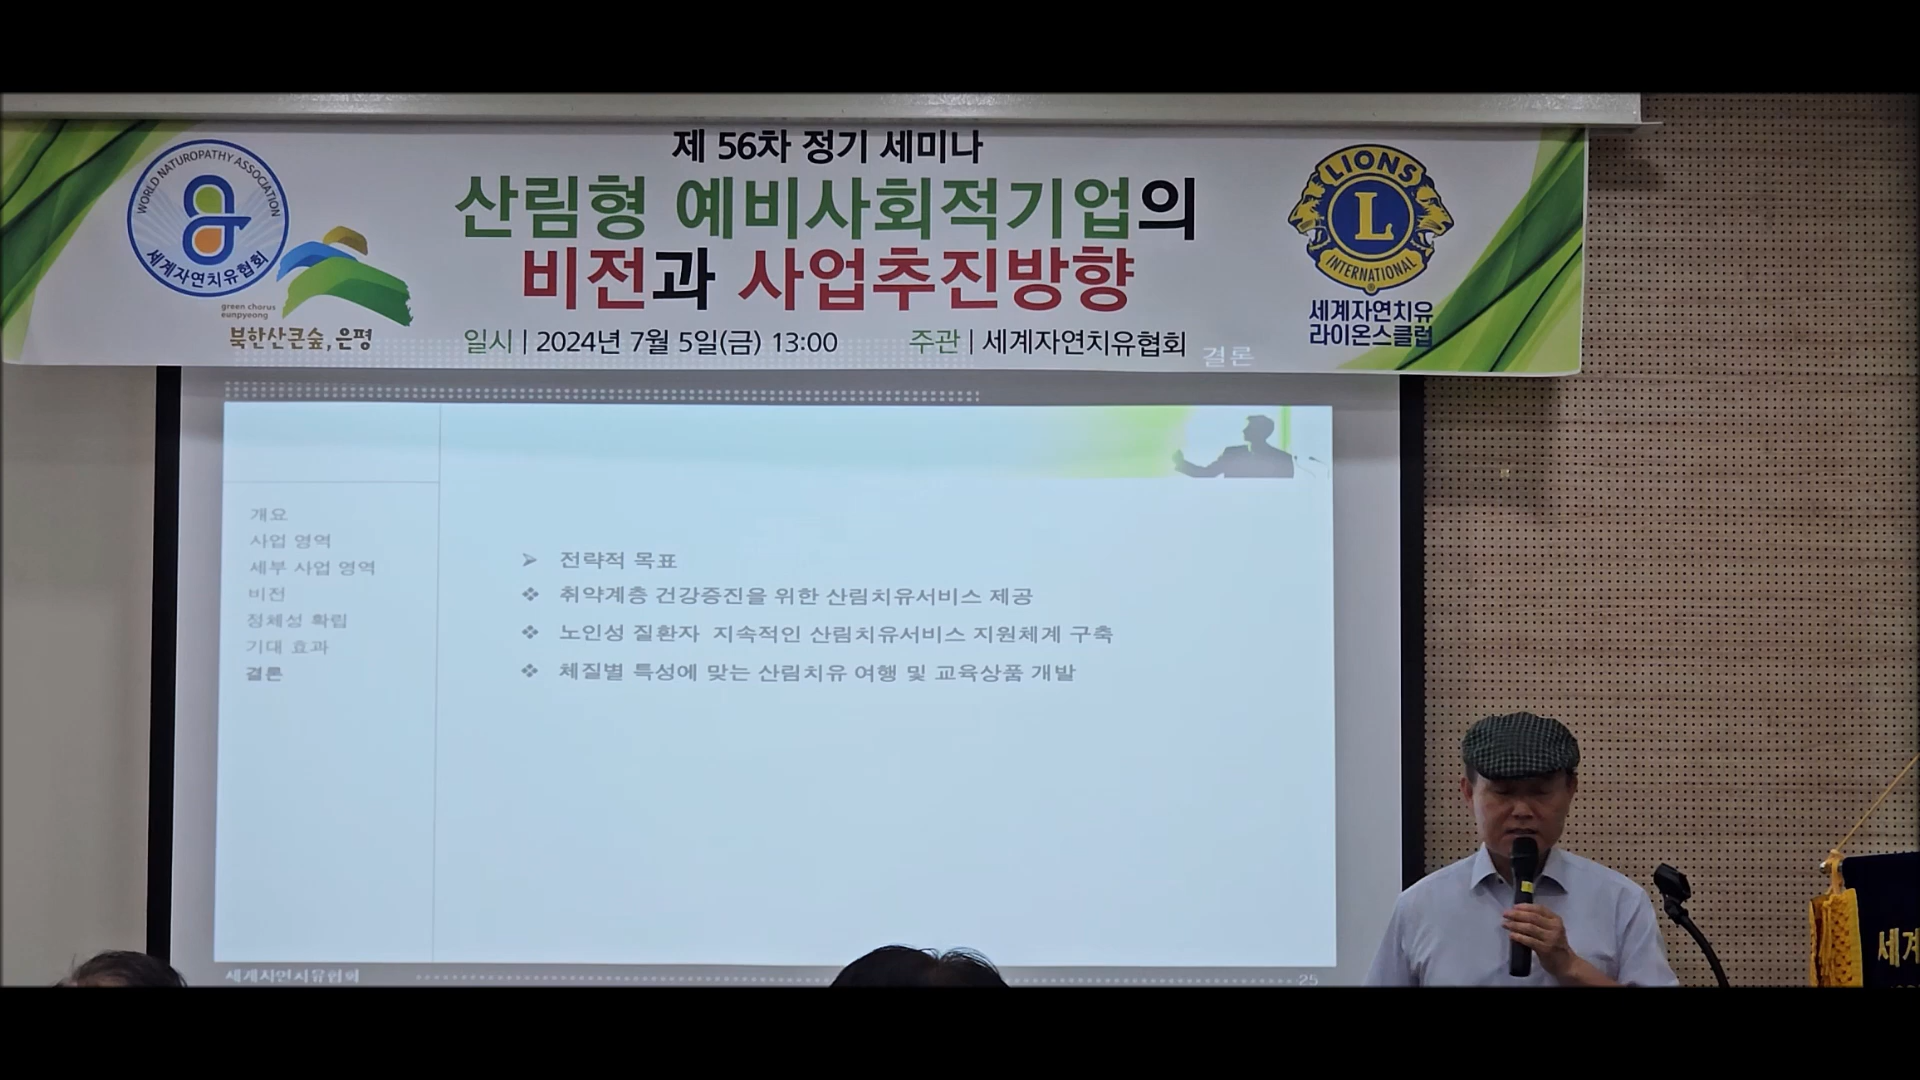 제 56차 정기 세미나
산림형 예비사회적기업의
비전과 사업추진방향
일시 | 2024년 7월 5일(금) 13:00 주관 | 세계자연치유협회
WORLD NATUROPATHY ASSOCIATION
세계자연치유협회
green chorus
eunpyeong
북한산큰숲, 은평
LIONS
L
INTERNATIONAL
®
세계자연치유
라이온스클럽
결론
개요
사업 영역
세부 사업 영역
비전
정체성 확립
기대 효과
결론
➢ 전략적 목표
❖ 취약계층 건강증진을 위한 산림치유서비스 제공
❖ 노인성 질환자 지속적인 산림치유서비스 지원체계 구축
❖ 체질별 특성에 맞는 산림치유 여행 및 교육상품 개발
세계자연치유협회
25
세계